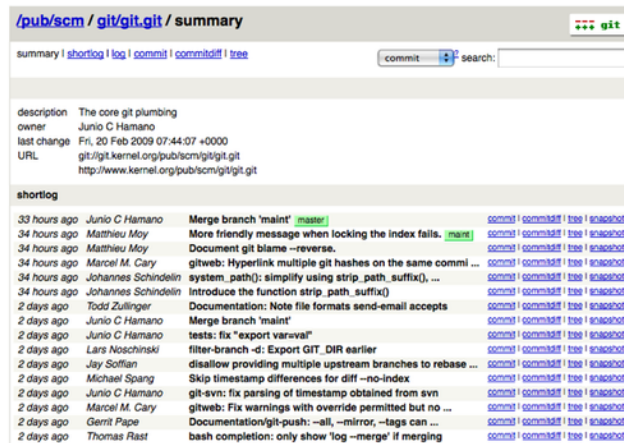 /pub/scm / git/git.git / summary
git
summary | shortlog | log | commit | commitdiff | tree
commit ? search:
description The core git plumbing
owner Junio C Hamano
last change Fri, 20 Feb 2009 07:44:07 +0000
URL git://git.kernel.org/pub/scm/git/git.git
http://www.kernel.org/pub/scm/git/git.git
shortlog
33 hours ago Junio C Hamano Merge branch 'maint' master commit | commitdiff | tree | snapshot
34 hours ago Matthieu Moy More friendly message when locking the index fails. maint commit | commitdiff | tree | snapshot
34 hours ago Matthieu Moy Document git blame --reverse. commit | commitdiff | tree | snapshot
34 hours ago Marcel M. Cary gitweb: Hyperlink multiple git hashes on the same commi ... commit | commitdiff | tree | snapshot
34 hours ago Johannes Schindelin system_path(): simplify using strip_path_suffix(), ... commit | commitdiff | tree | snapshot
34 hours ago Johannes Schindelin Introduce the function strip_path_suffix() commit | commitdiff | tree | snapshot
2 days ago Todd Zullinger Documentation: Note file formats send-email accepts commit | commitdiff | tree | snapshot
2 days ago Junio C Hamano Merge branch 'maint' commit | commitdiff | tree | snapshot
2 days ago Junio C Hamano tests: fix "export var=val" commit | commitdiff | tree | snapshot
2 days ago Lars Noschinski filter-branch -d: Export GIT_DIR earlier commit | commitdiff | tree | snapshot
2 days ago Jay Soffian disallow providing multiple upstream branches to rebase ... commit | commitdiff | tree | snapshot
2 days ago Michael Spang Skip timestamp differences for diff --no-index commit | commitdiff | tree | snapshot
2 days ago Junio C Hamano git-svn: fix parsing of timestamp obtained from svn commit | commitdiff | tree | snapshot
2 days ago Marcel M. Cary gitweb: Fix warnings with override permitted but no ... commit | commitdiff | tree | snapshot
2 days ago Gerrit Pape Documentation/git-push: --all, --mirror, --tags can ... commit | commitdiff | tree | snapshot
2 days ago Thomas Rast bash completion: only show 'log --merge' if merging commit | commitdiff | tree | snapshot